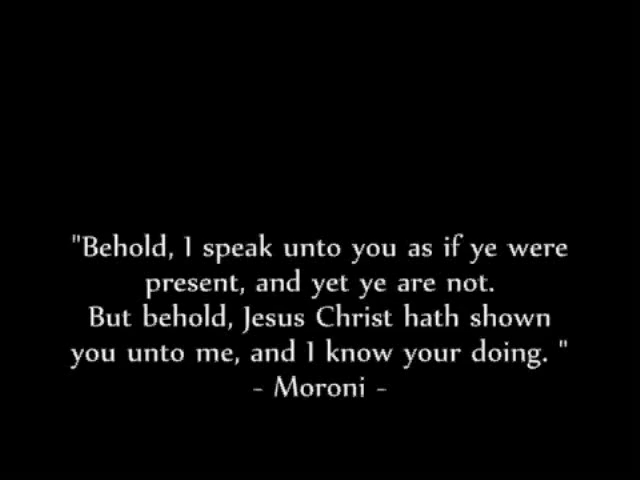 "Behold, I speak unto you as if ye were
present, and yet ye are not.
But behold, Jesus Christ hath shown
you unto me, and I know your doing. "
- Moroni -